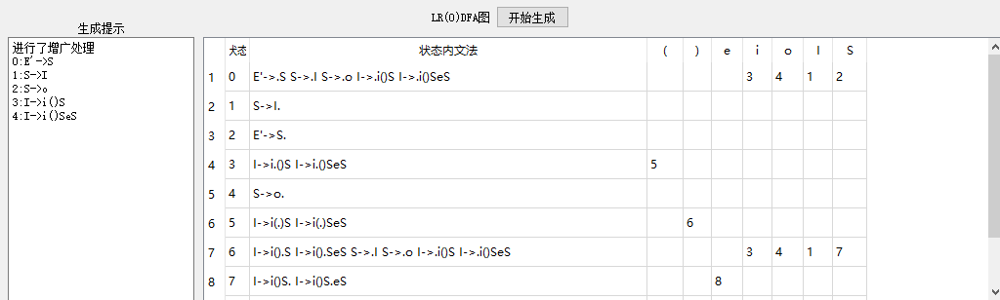 LR(0)DFA图 开始生成
生成提示
进行了增广处理
0:E'->S
1:S->I
2:S->o
3:I->i()S
4:I->i()SeS
状态 状态内文法 ( ) e i o I S
1 0 E'->.S S->.I S->.o I->.i()S I->.i()SeS 3 4 1 2
2 1 S->I.
3 2 E'->S.
4 3 I->i.()S I->i.()SeS 5
5 4 S->o.
6 5 I->i(.)S I->i(.)SeS 6
7 6 I->i().S I->i().SeS S->.I S->.o I->.i()S I->.i()SeS 3 4 1 7
8 7 I->i()S. I->i()S.eS 8